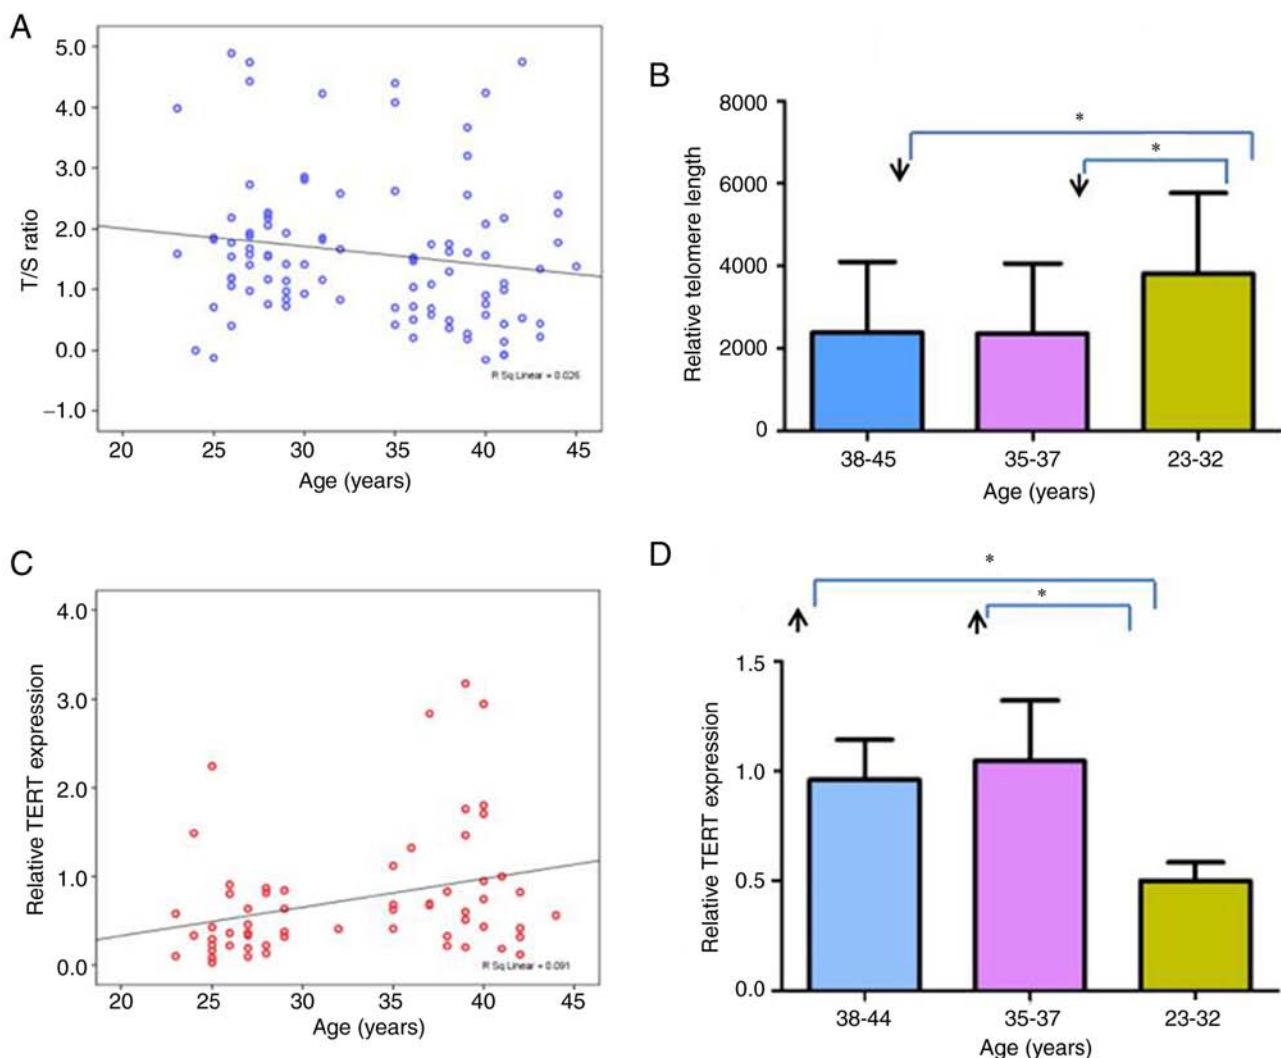 A
5.0
4.0
3.0
2.0
1.0
0.0
−1.0
T/S ratio
R Sq Linear = 0.026
20 25 30 35 40 45
Age (years)
B
8000
6000
4000
2000
0
Relative telomere length
*
*
38-45 35-37 23-32
Age (years)
C
4.0
3.0
2.0
1.0
0.0
Relative TERT expression
R Sq Linear = 0.091
20 25 30 35 40 45
Age (years)
D
*
*
1.5
1.0
0.5
0.0
Relative TERT expression
38-44 35-37 23-32
Age (years)